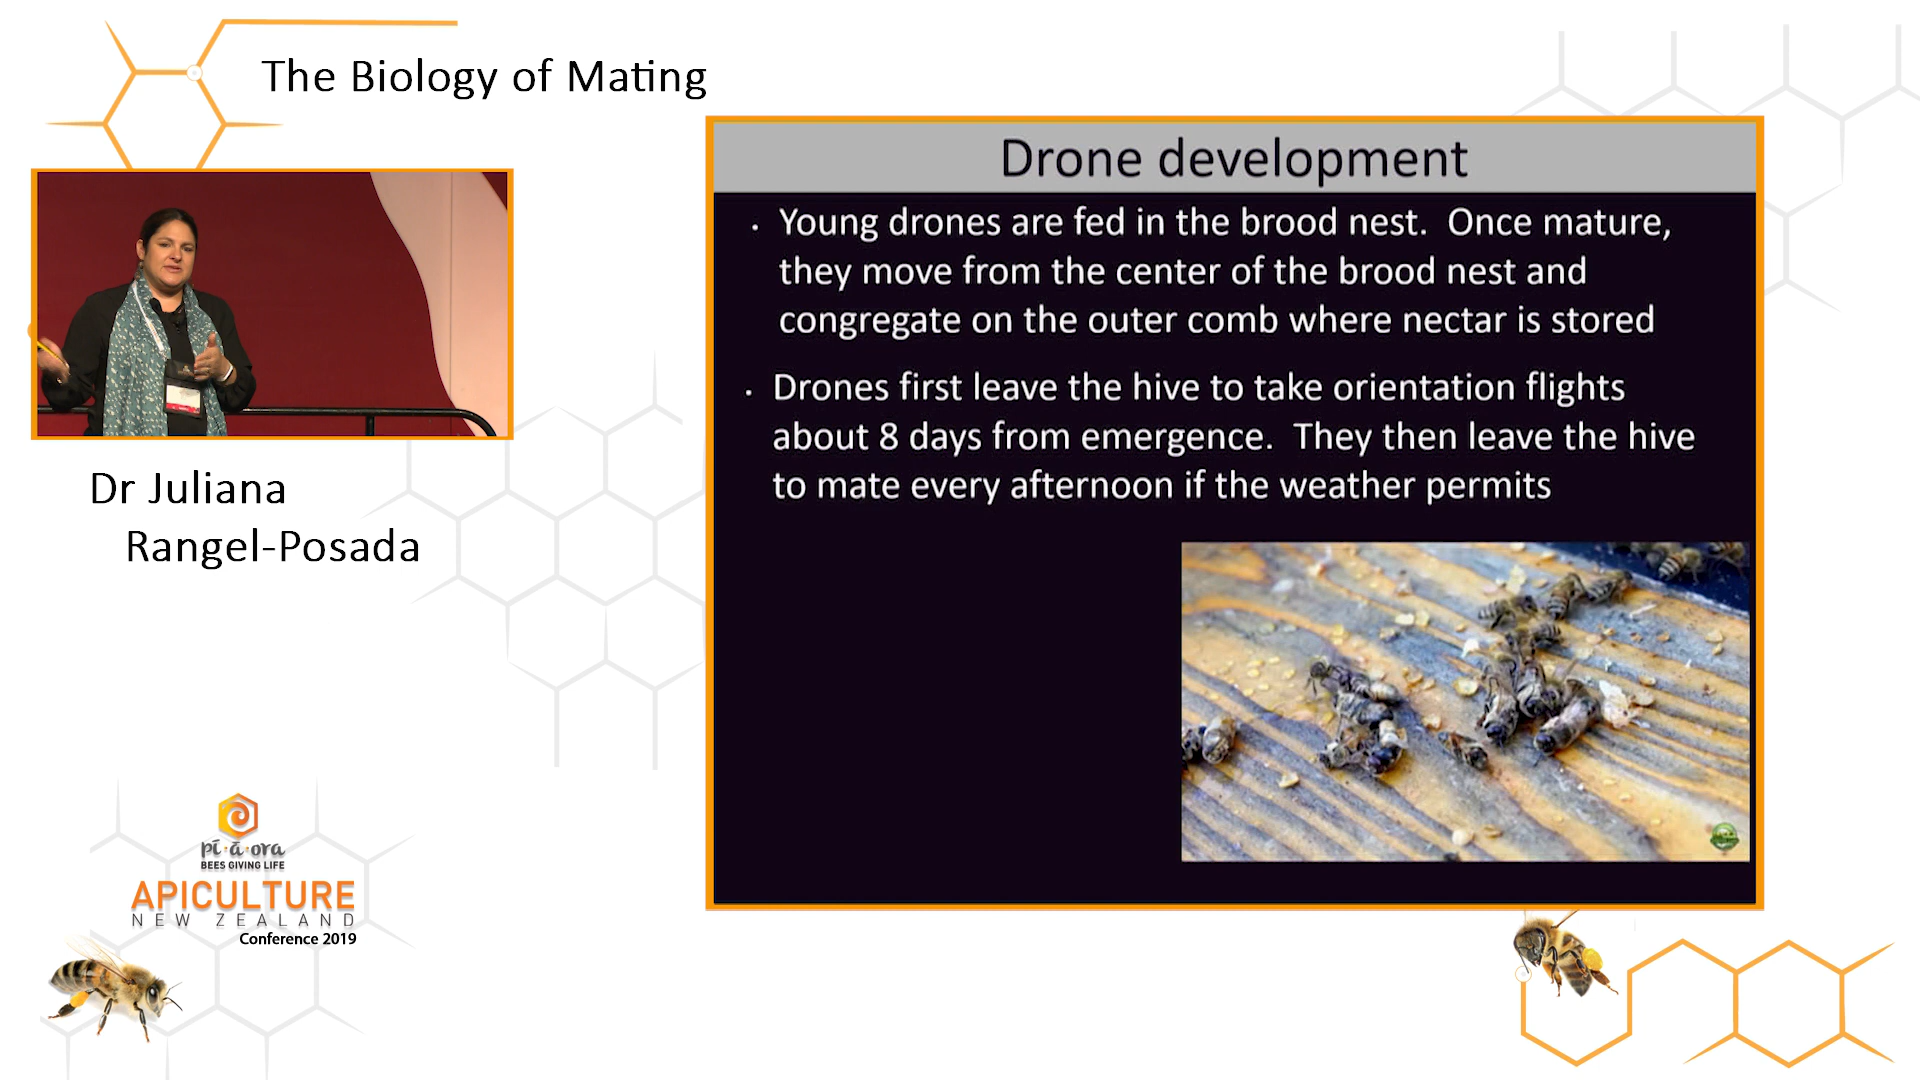 The Biology of Mating
Drone development
• Young drones are fed in the brood nest.  Once mature,
they move from the center of the brood nest and
congregate on the outer comb where nectar is stored
• Drones first leave the hive to take orientation flights
about 8 days from emergence.  They then leave the hive
to mate every afternoon if the weather permits
Dr Juliana
Rangel-Posada
pī·ā·ora
BEES GIVING LIFE
APICULTURE
NEW ZEALAND
Conference 2019